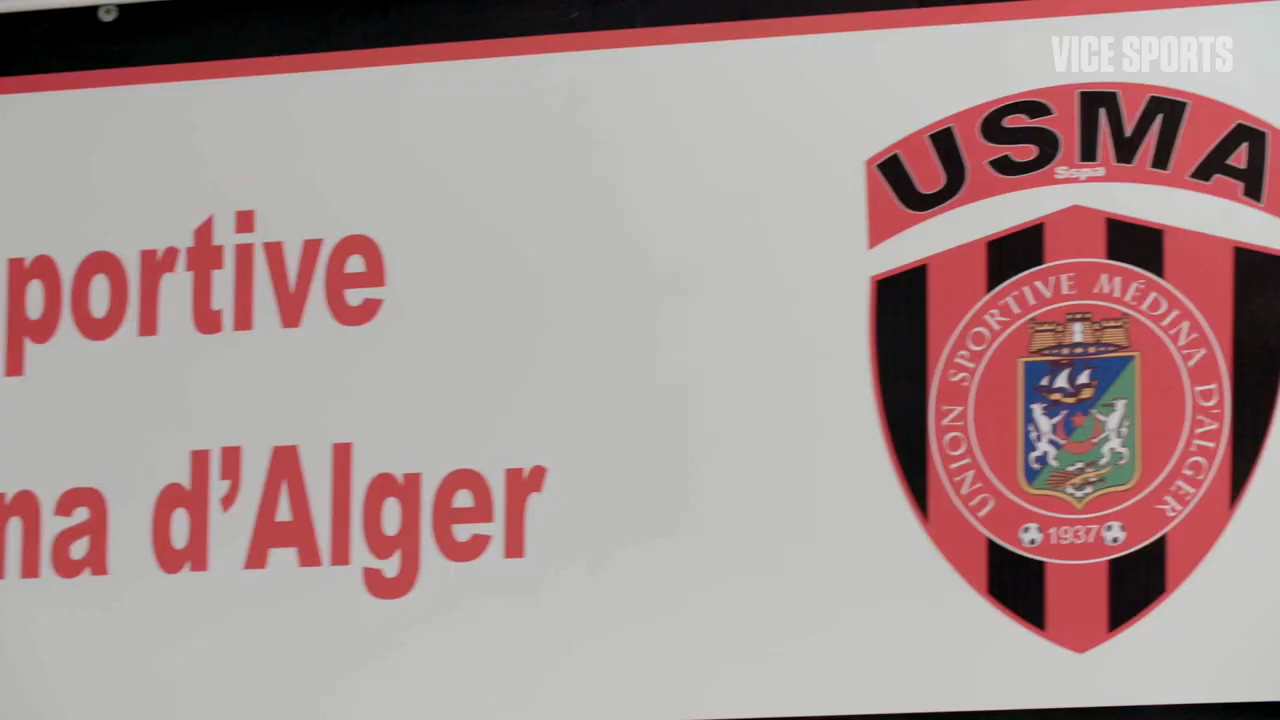 VICE SPORTS
USMA
Sspa
portive
na d'Alger
UNION SPORTIVE MÉDINA D'ALGER
1937